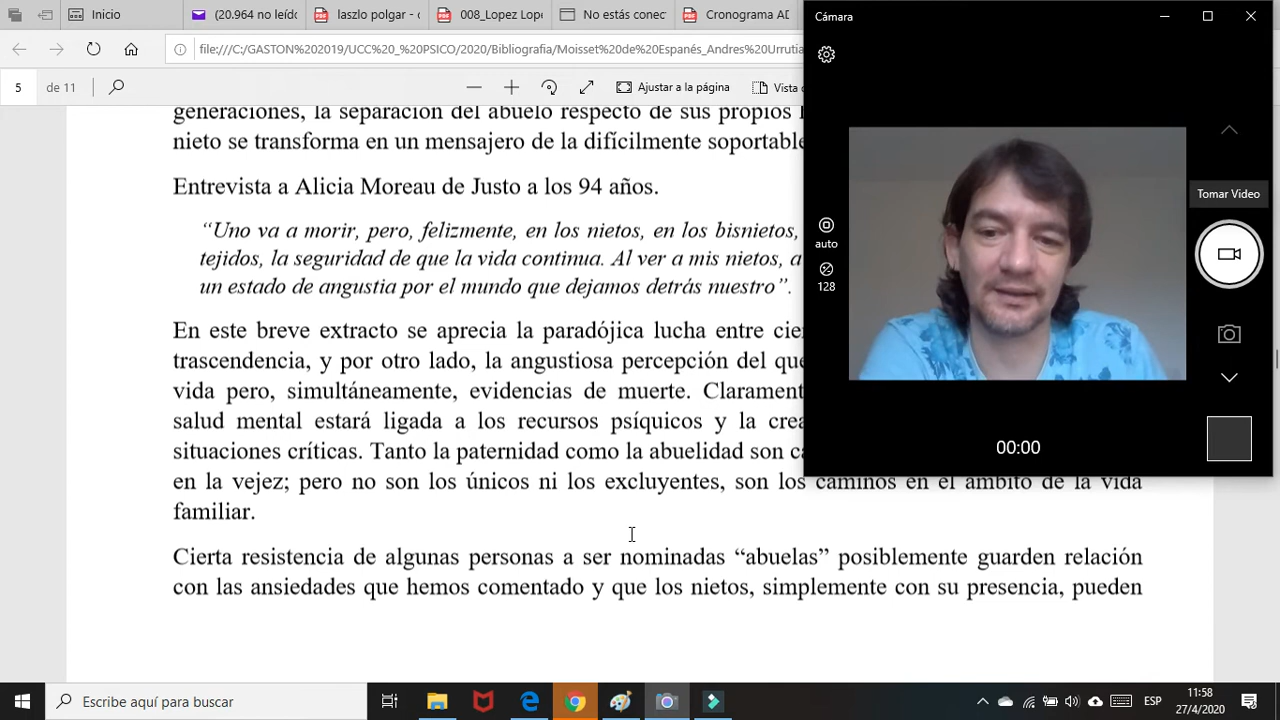 Inicio
(20.964 no leído
laszlo polgar -
008_Lopez Lope
No estás conec
Cronograma AD
file:///C:/GASTON%202019/UCC%20_%20PSICO/2020/Bibliografia/Moisset%20de%20Espanés_Andres%20Urrutia
5 de 11
Ajustar a la página
Vista d
generaciones, la separación del abuelo respecto de sus propios
nieto se transforma en un mensajero de la difícilmente soportable
Entrevista a Alicia Moreau de Justo a los 94 años.
“Uno va a morir, pero, felizmente, en los nietos, en los bisnietos,
tejidos, la seguridad de que la vida continua. Al ver a mis nietos, a
un estado de angustia por el mundo que dejamos detrás nuestro”.
En este breve extracto se aprecia la paradójica lucha entre cier
trascendencia, y por otro lado, la angustiosa percepción del que
vida pero, simultáneamente, evidencias de muerte. Clarament
salud mental estará ligada a los recursos psíquicos y la crea
situaciones críticas. Tanto la paternidad como la abuelidad son ca
en la vejez; pero no son los únicos ni los excluyentes, son los caminos en el ámbito de la vida
familiar.
Cierta resistencia de algunas personas a ser nominadas “abuelas” posiblemente guarden relación
con las ansiedades que hemos comentado y que los nietos, simplemente con su presencia, pueden
Cámara
auto
128
Tomar Video
00:00
Escribe aquí para buscar
ESP
11:58
27/4/2020